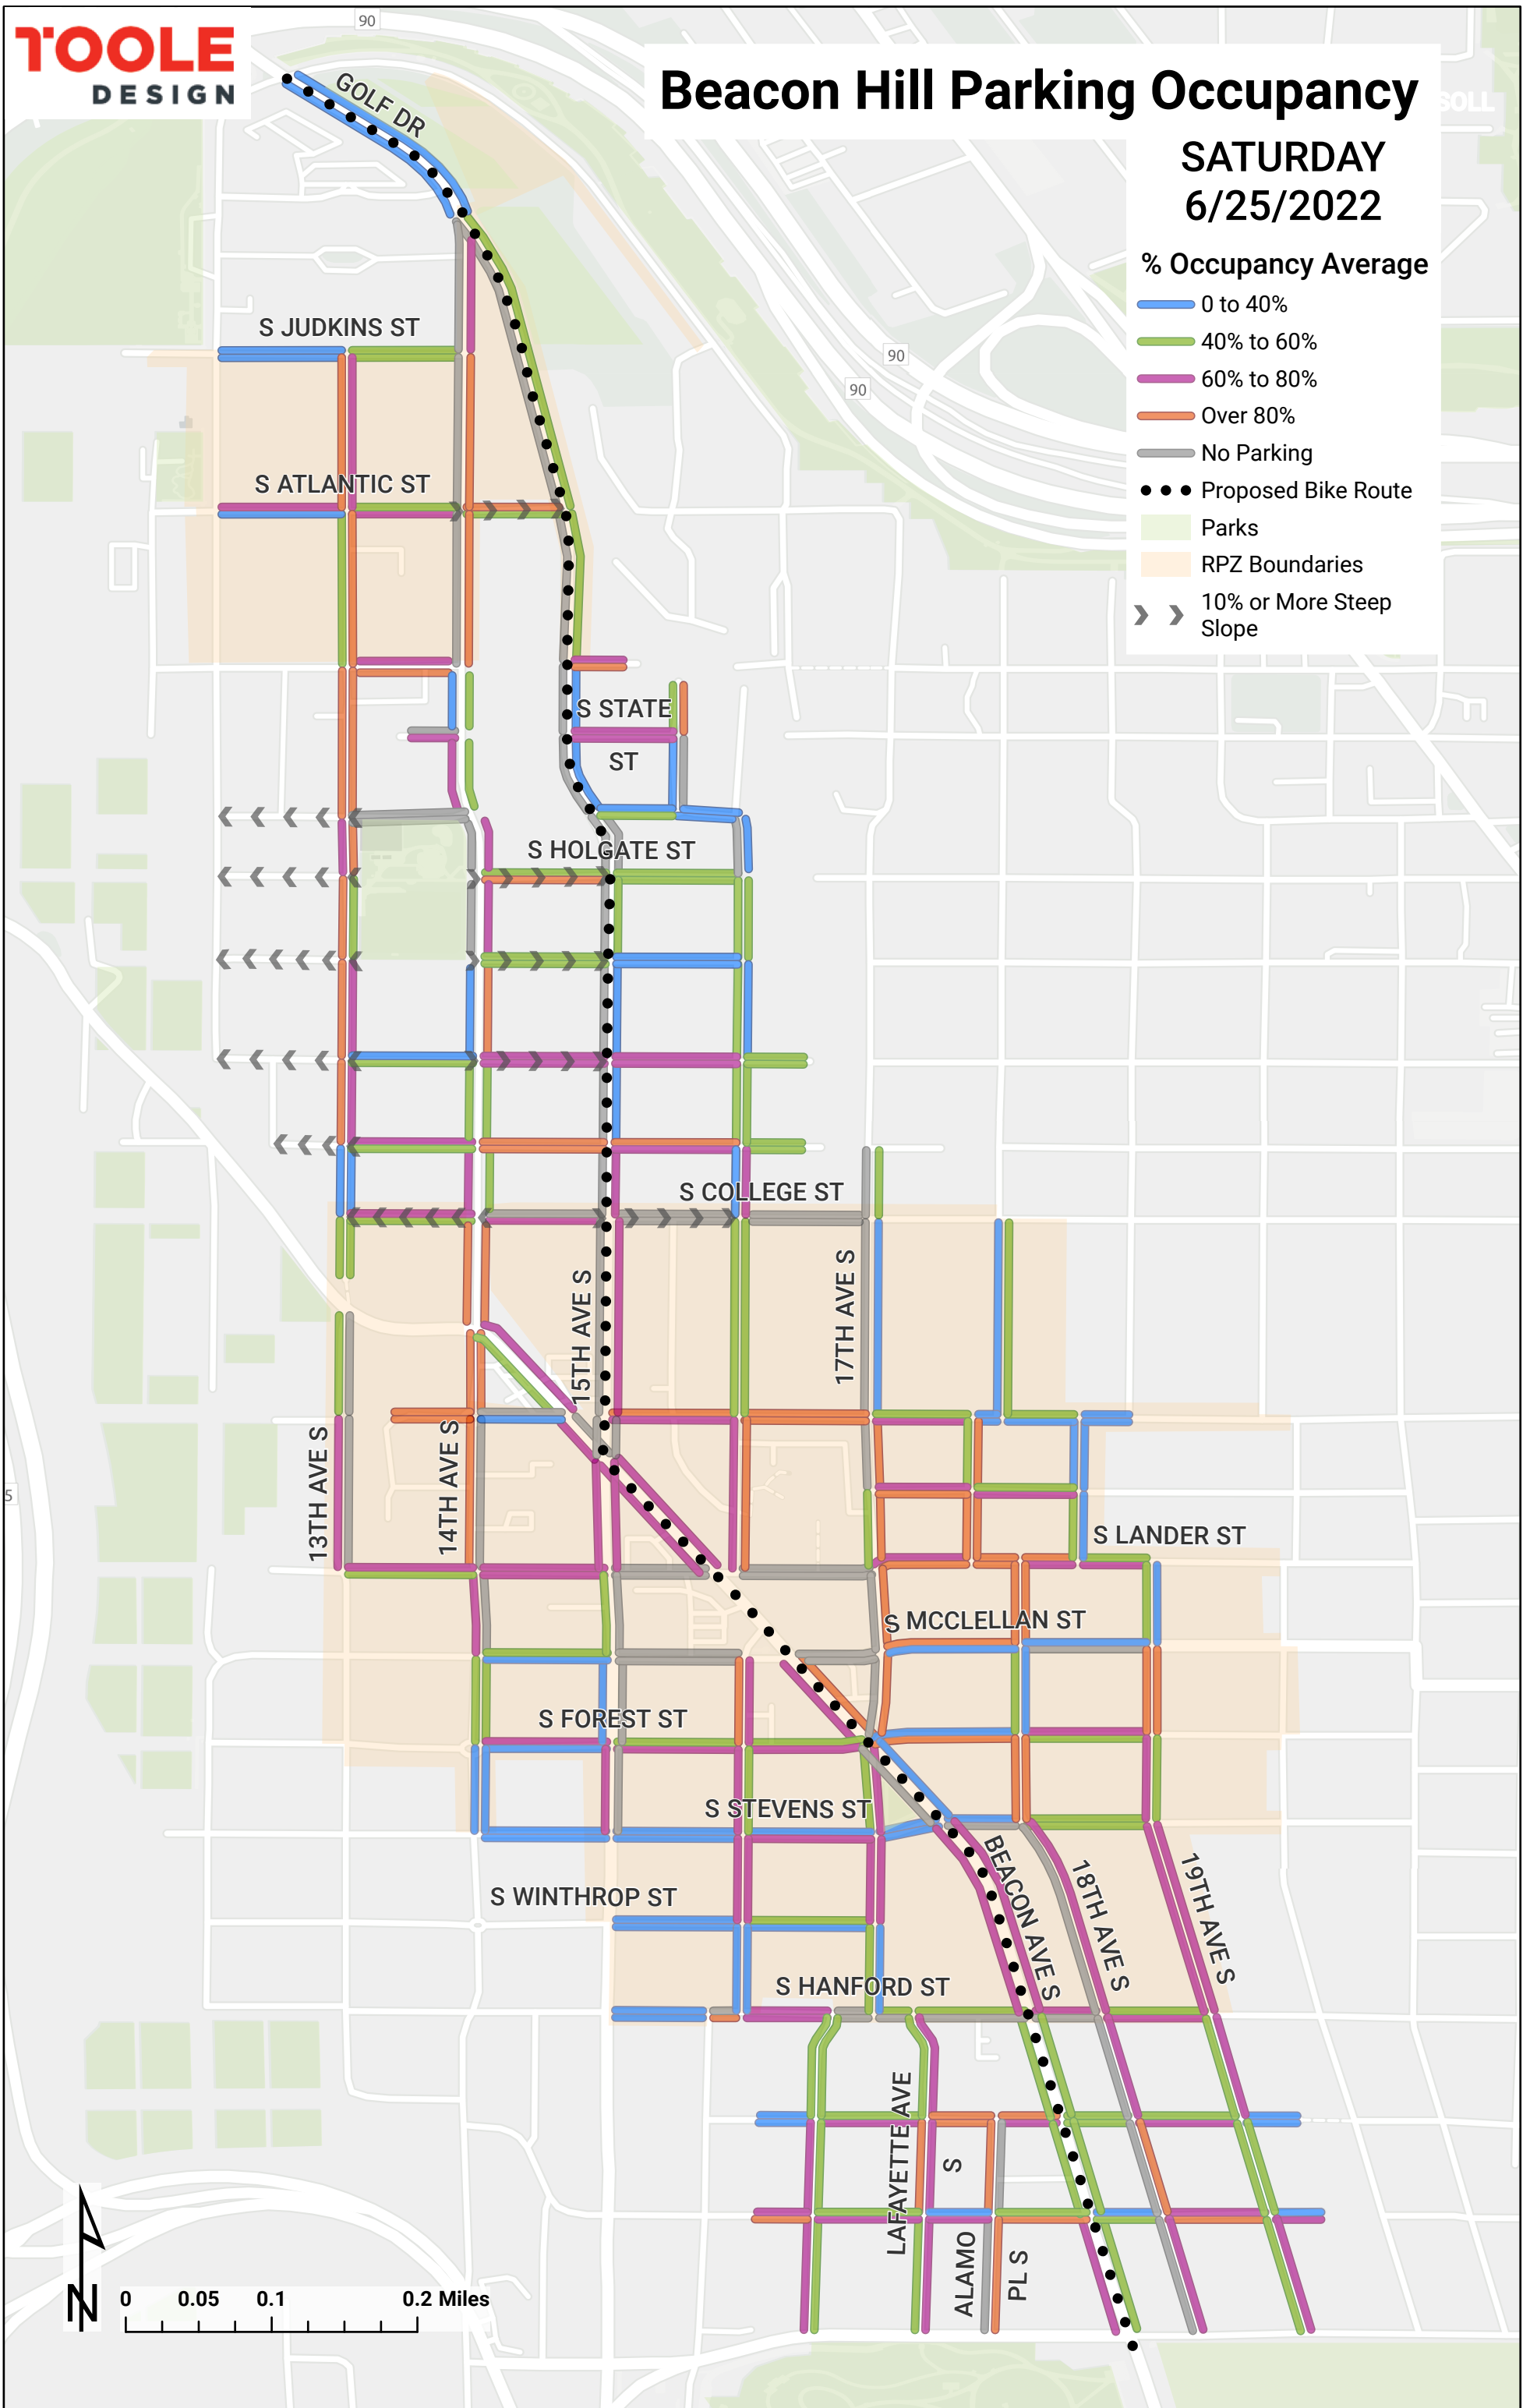 90
TOOLE
DESIGN
GOLF DR
Beacon Hill Parking Occupancy
SOLL
SATURDAY
6/25/2022
% Occupancy Average
0 to 40%
40% to 60%
60% to 80%
Over 80%
No Parking
Proposed Bike Route
Parks
RPZ Boundaries
10% or More Steep
Slope
90
90
S JUDKINS ST
S ATLANTIC ST
S STATE
ST
S HOLGATE ST
S COLLEGE ST
15TH AVE S
17TH AVE S
13TH AVE S
14TH AVE S
5
S LANDER ST
S MCCLELLAN ST
S FOREST ST
S STEVENS ST
BEACON AVE S
18TH AVE S
19TH AVE S
S WINTHROP ST
S HANFORD ST
LAFAYETTE AVE
S
ALAMO
PL S
N
0 0.05 0.1 0.2 Miles